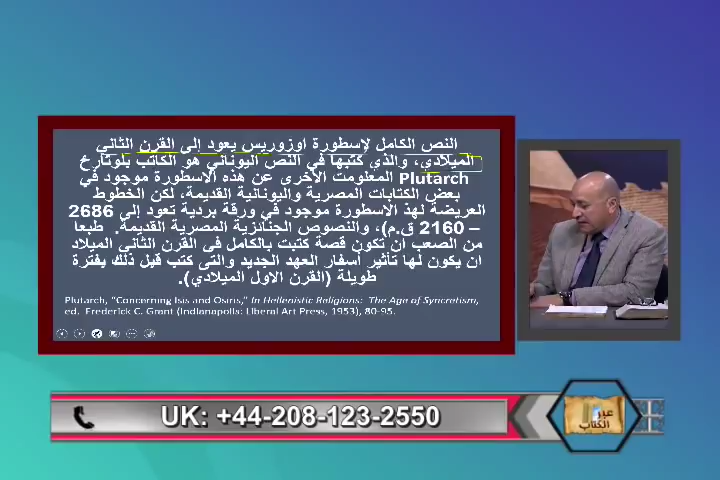 النص الكامل لإسطورة اوزوريس يعود إلى القرن الثاني
الميلادي، والذي كتبها في النص اليوناني هو الكاتب بلوتارخ
Plutarch المعلومت الأخرى عن هذه الاسطورة موجود في
بعض الكتابات المصرية واليونانية القديمة، لكن الخطوط
العريضة لهذ الاسطورة موجود في ورقة بردية تعود إلى 2686
– 2160 ق.م)، والنصوص الجنائزية المصرية القديمة. طبعا
من الصعب ان تكون قصة كتبت بالكامل في القرن الثاني الميلاد
ان يكون لها تأثير أسفار العهد الجديد والتى كتب قبل ذلك بفترة
طويلة (القرن الاول الميلادي).
Plutarch, "Concerning Isis and Osiris," In Hellenistic Religions: The Age of Syncretism,
ed. Frederick C. Grant (Indianapolis: Liberal Art Press, 1953), 80-95.
UK: +44-208-123-2550
عبر
الكتاب